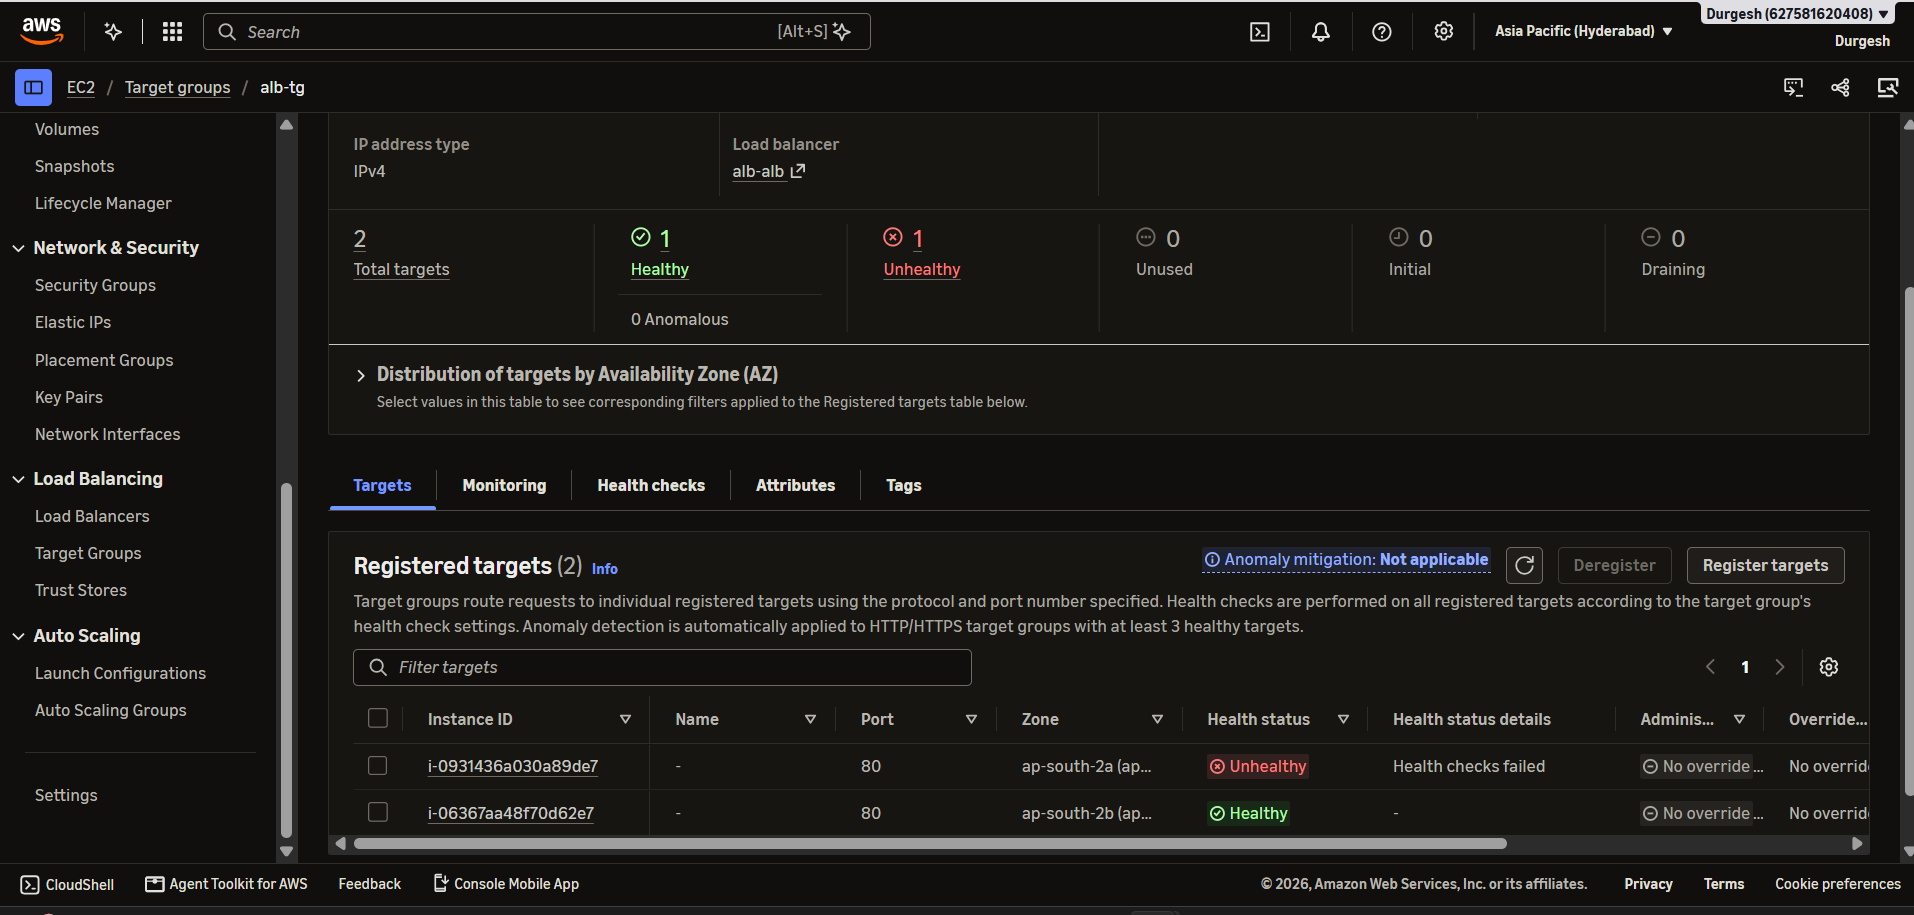 aws
Search
[Alt+S]
Asia Pacific (Hyderabad)
Durgesh (627581620408)
Durgesh
EC2 / Target groups / alb-tg
Volumes
Snapshots
Lifecycle Manager
Network & Security
Security Groups
Elastic IPs
Placement Groups
Key Pairs
Network Interfaces
Load Balancing
Load Balancers
Target Groups
Trust Stores
Auto Scaling
Launch Configurations
Auto Scaling Groups
Settings
IP address type
IPv4
Load balancer
alb-alb
2
Total targets
1
Healthy
0 Anomalous
1
Unhealthy
0
Unused
0
Initial
0
Draining
Distribution of targets by Availability Zone (AZ)
Select values in this table to see corresponding filters applied to the Registered targets table below.
Targets
Monitoring
Health checks
Attributes
Tags
Registered targets (2) Info
Anomaly mitigation: Not applicable
Deregister
Register targets
Target groups route requests to individual registered targets using the protocol and port number specified. Health checks are performed on all registered targets according to the target group's
health check settings. Anomaly detection is automatically applied to HTTP/HTTPS target groups with at least 3 healthy targets.
Filter targets
1
Instance ID Name Port Zone Health status Health status details Adminis... Override...
i-0931436a030a89de7 - 80 ap-south-2a (ap... Unhealthy Health checks failed No override ... No overrid
i-06367aa48f70d62e7 - 80 ap-south-2b (ap... Healthy - No override ... No overrid
CloudShell
Agent Toolkit for AWS
Feedback
Console Mobile App
© 2026, Amazon Web Services, Inc. or its affiliates.
Privacy
Terms
Cookie preferences